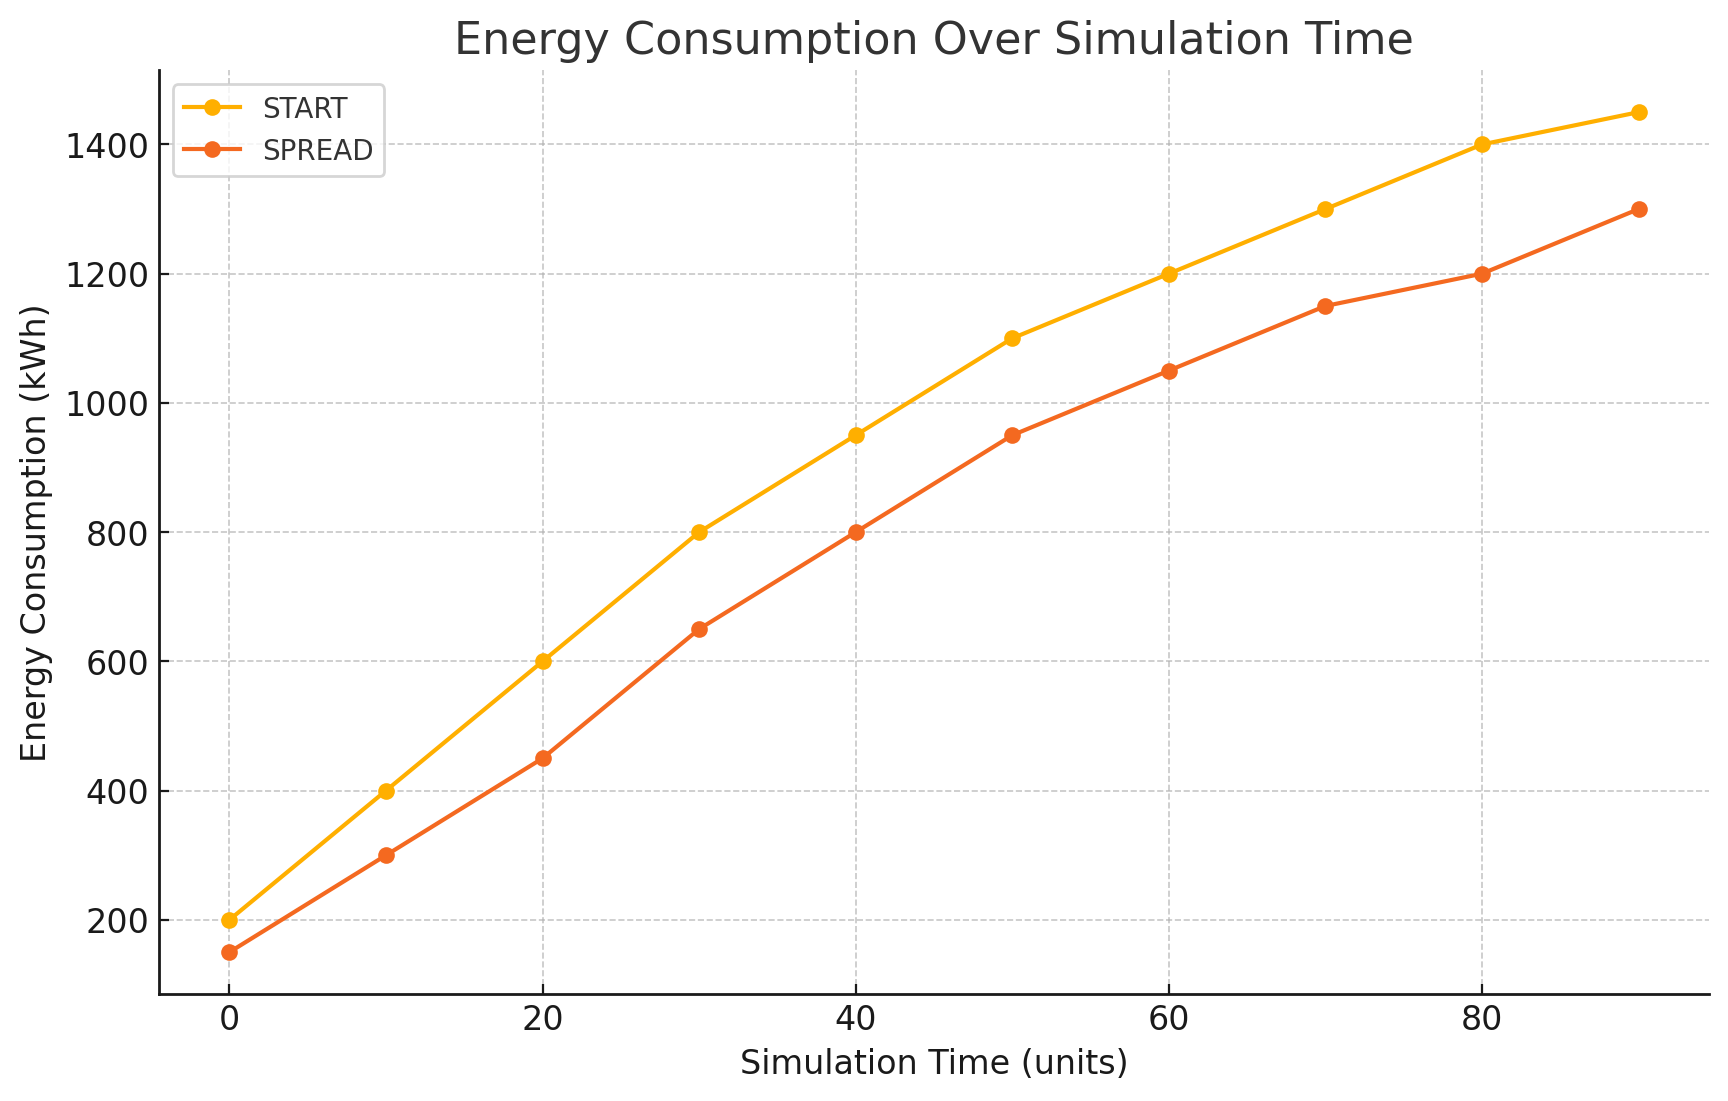 Energy Consumption Over Simulation Time
START
SPREAD
1400
1200
1000
800
600
400
200
Energy Consumption (kWh)
0 20 40 60 80
Simulation Time (units)